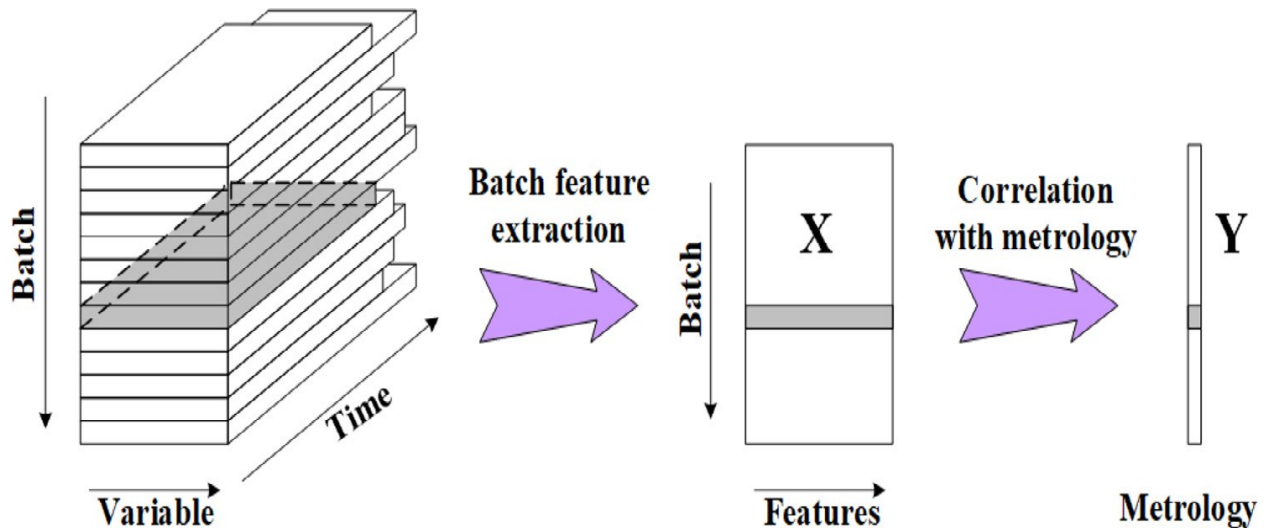 Batch
Variable
Time
Batch feature
extraction
Batch
X
Features
Correlation
with metrology
Y
Metrology